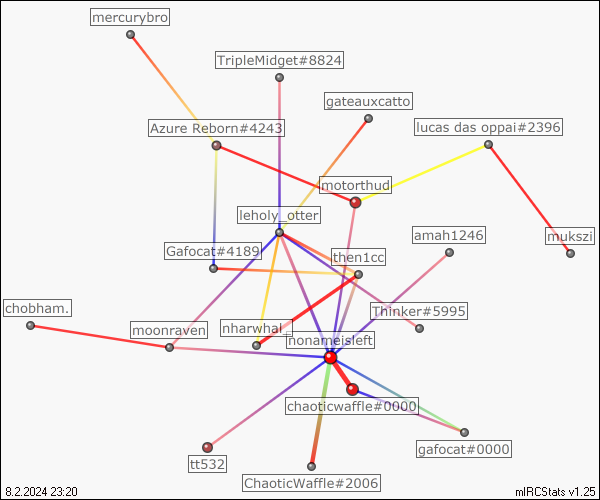 mercurybro
TripleMidget#8824
gateauxcatto
Azure Reborn#4243
lucas das oppai#2396
motorthud
leholy_otter
amah1246
mukszi
Gafocat#4189
then1cc
chobham.
Thinker#5995
moonraven
nharwhal_
nonameisleft
chaoticwaffle#0000
gafocat#0000
tt532
ChaoticWaffle#2006
8.2.2024 23:20
mIRCStats v1.25